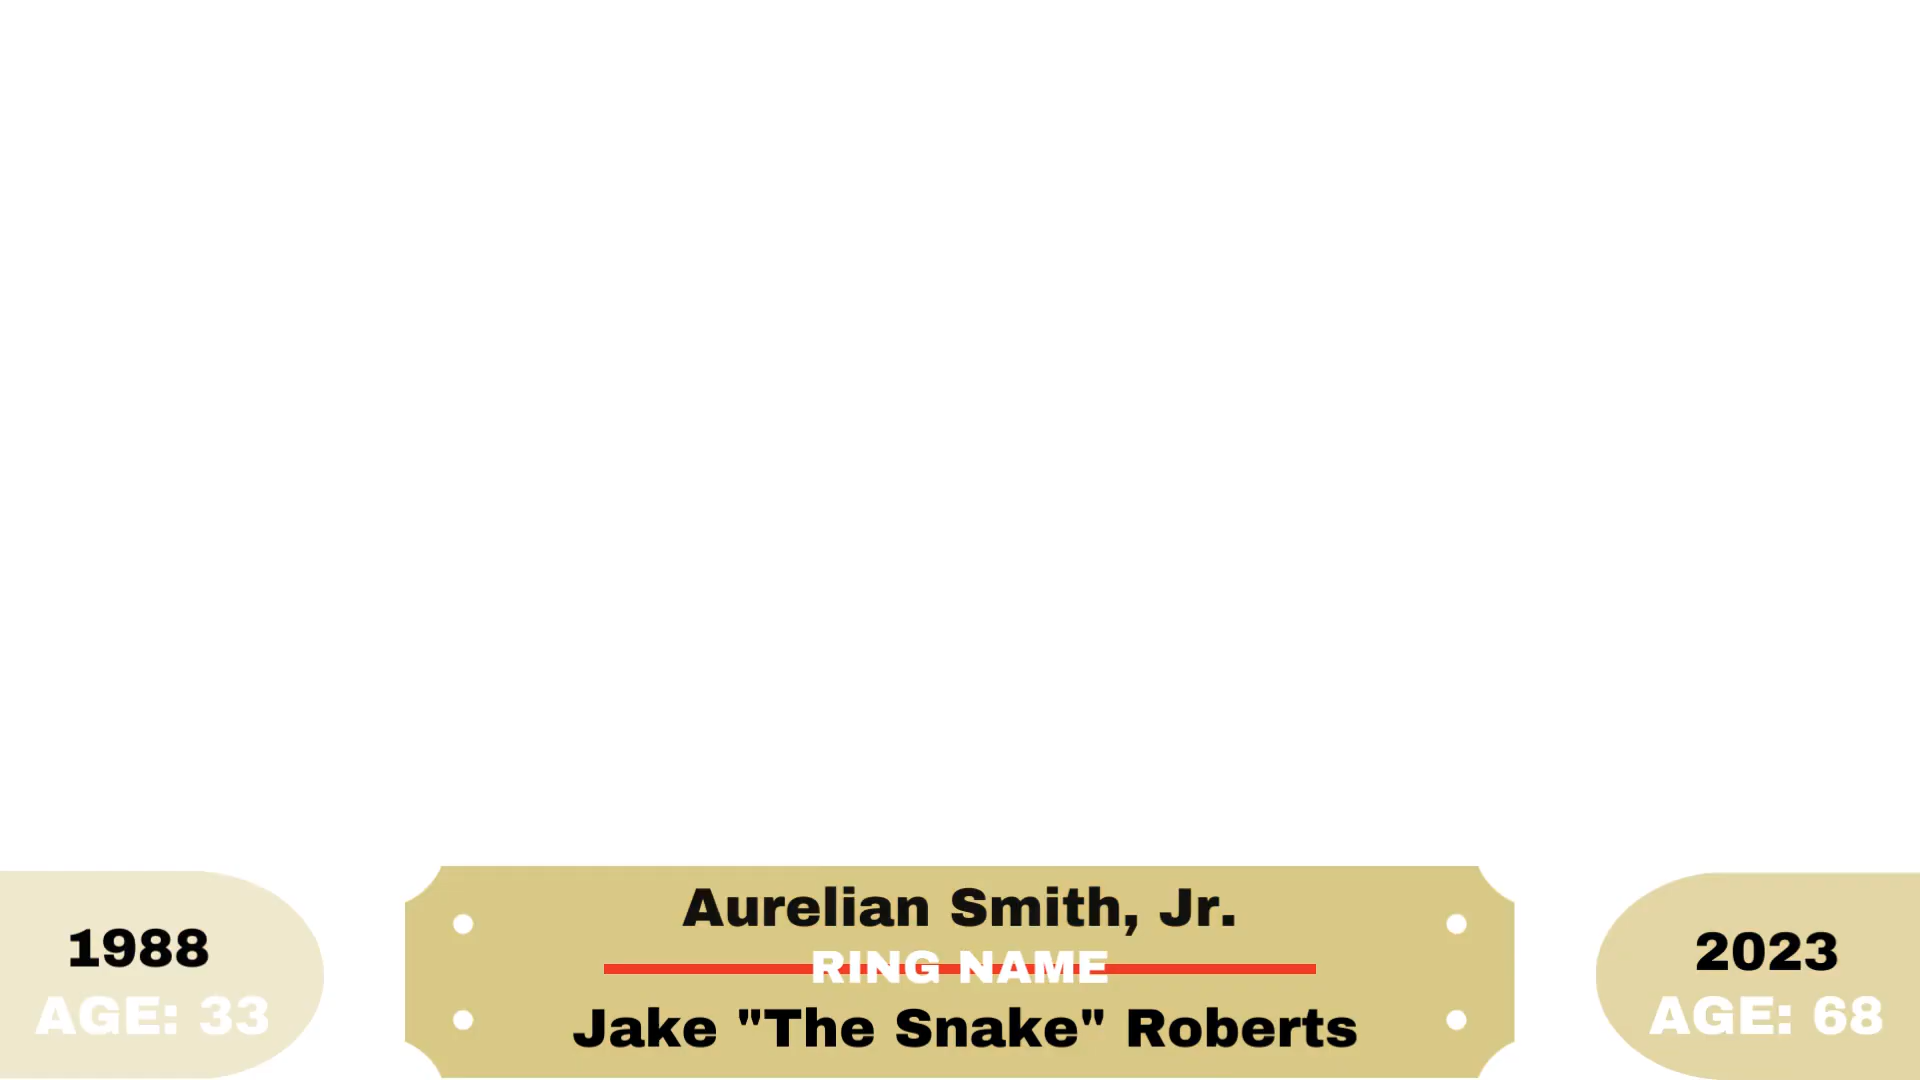 Aurelian Smith, Jr.
RING NAME
Jake "The Snake" Roberts
1988
AGE: 33
2023
AGE: 68